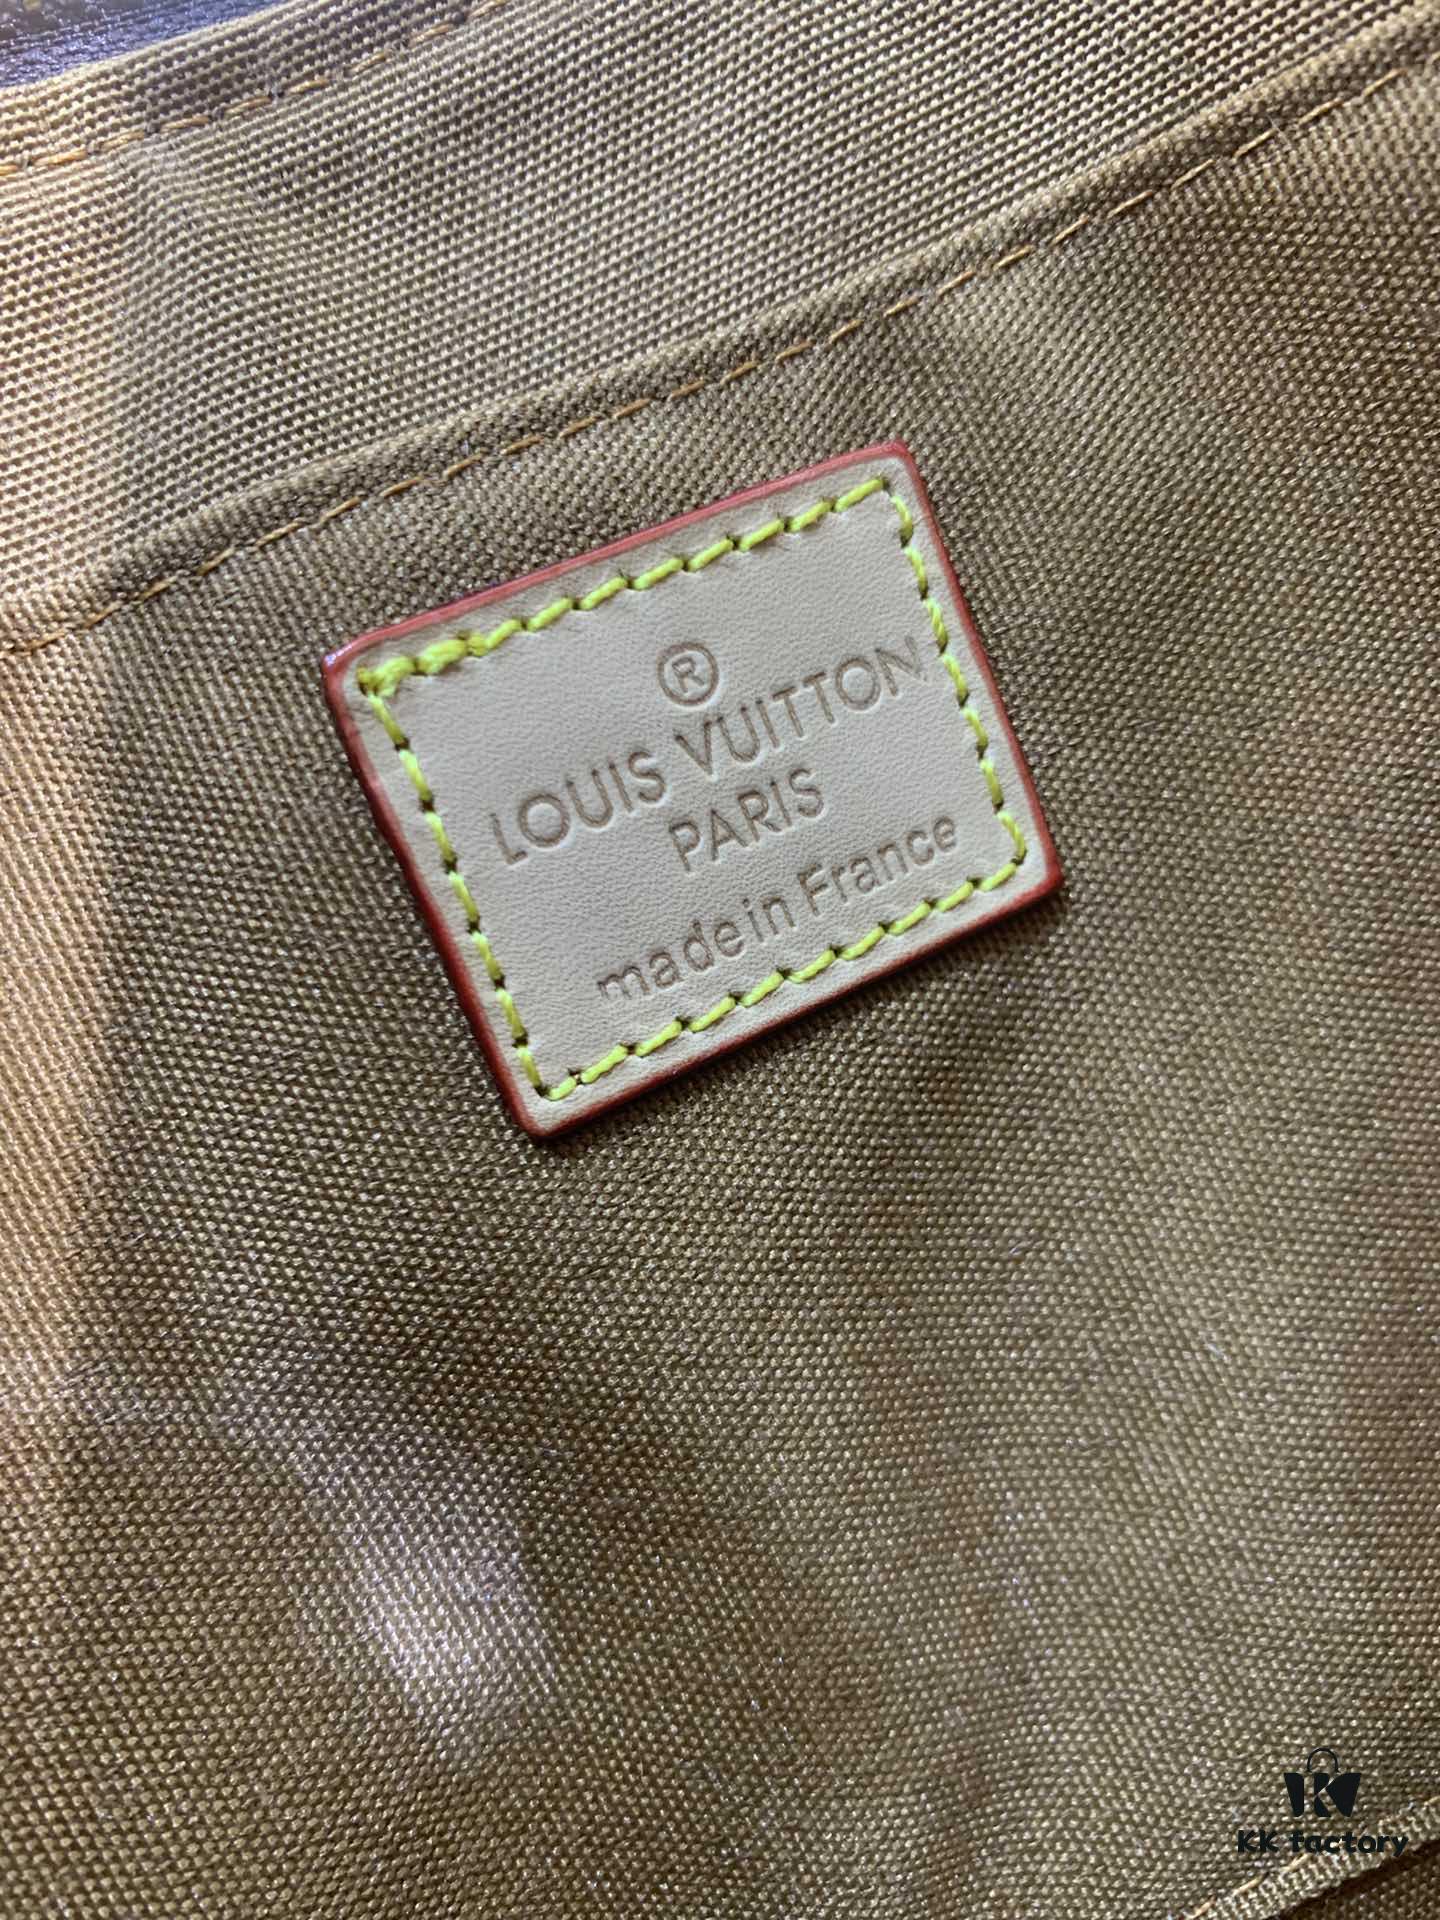 ®
LOUIS VUITTON
PARIS
made in France
KK factory